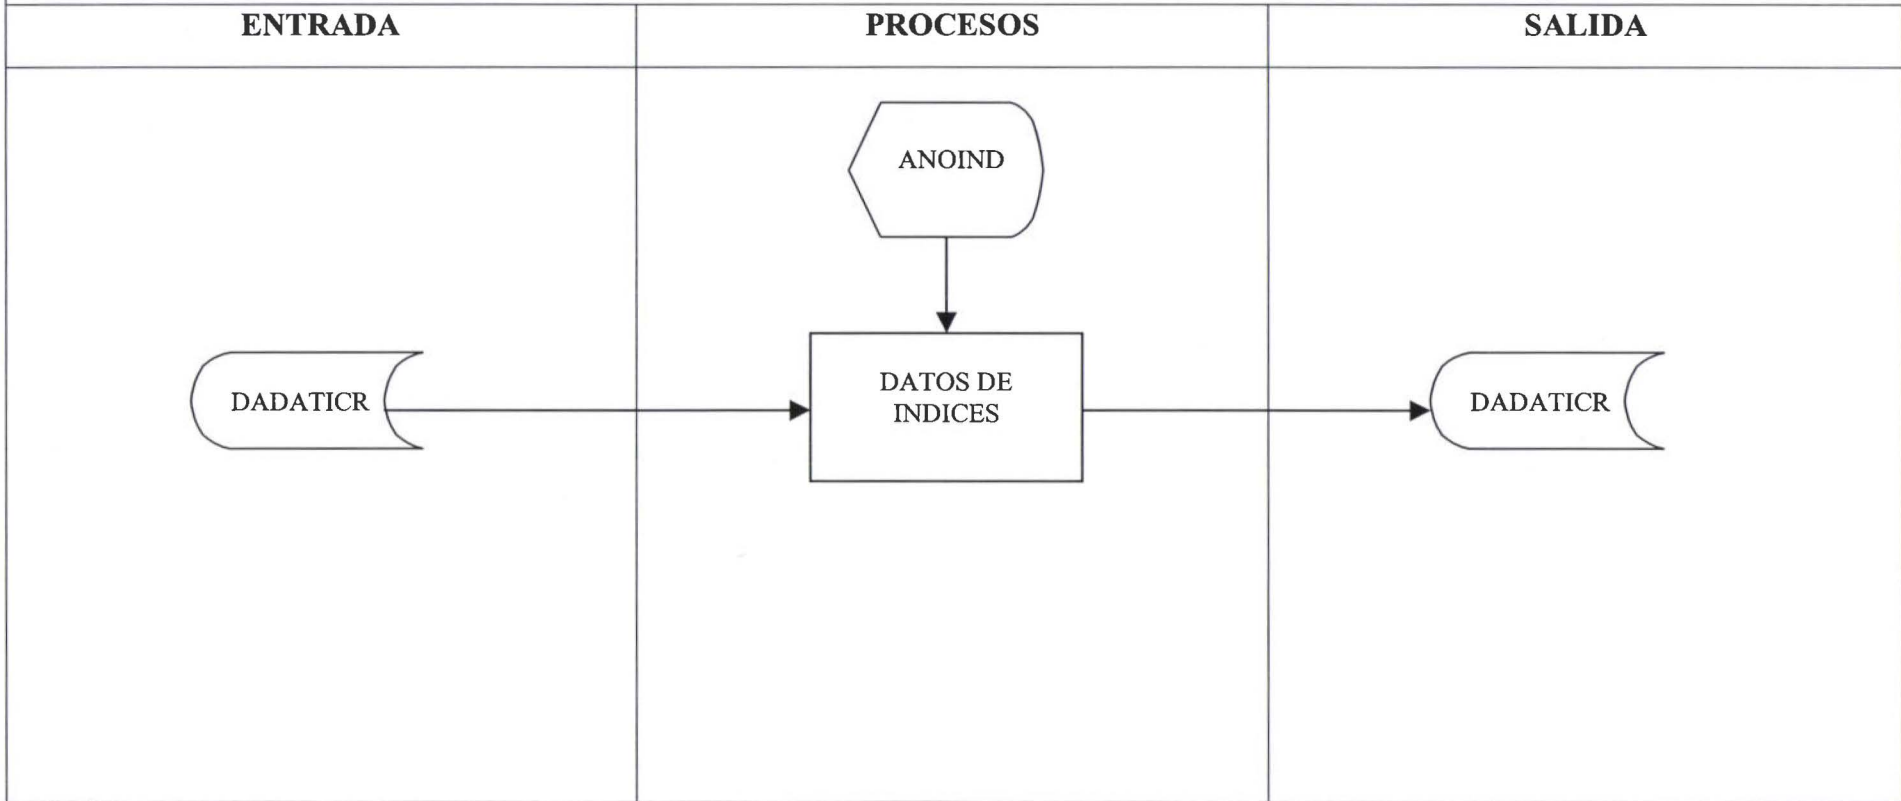 ENTRADA
PROCESOS
SALIDA
ANOIND
DADATICR
DATOS DE
INDICES
DADATICR